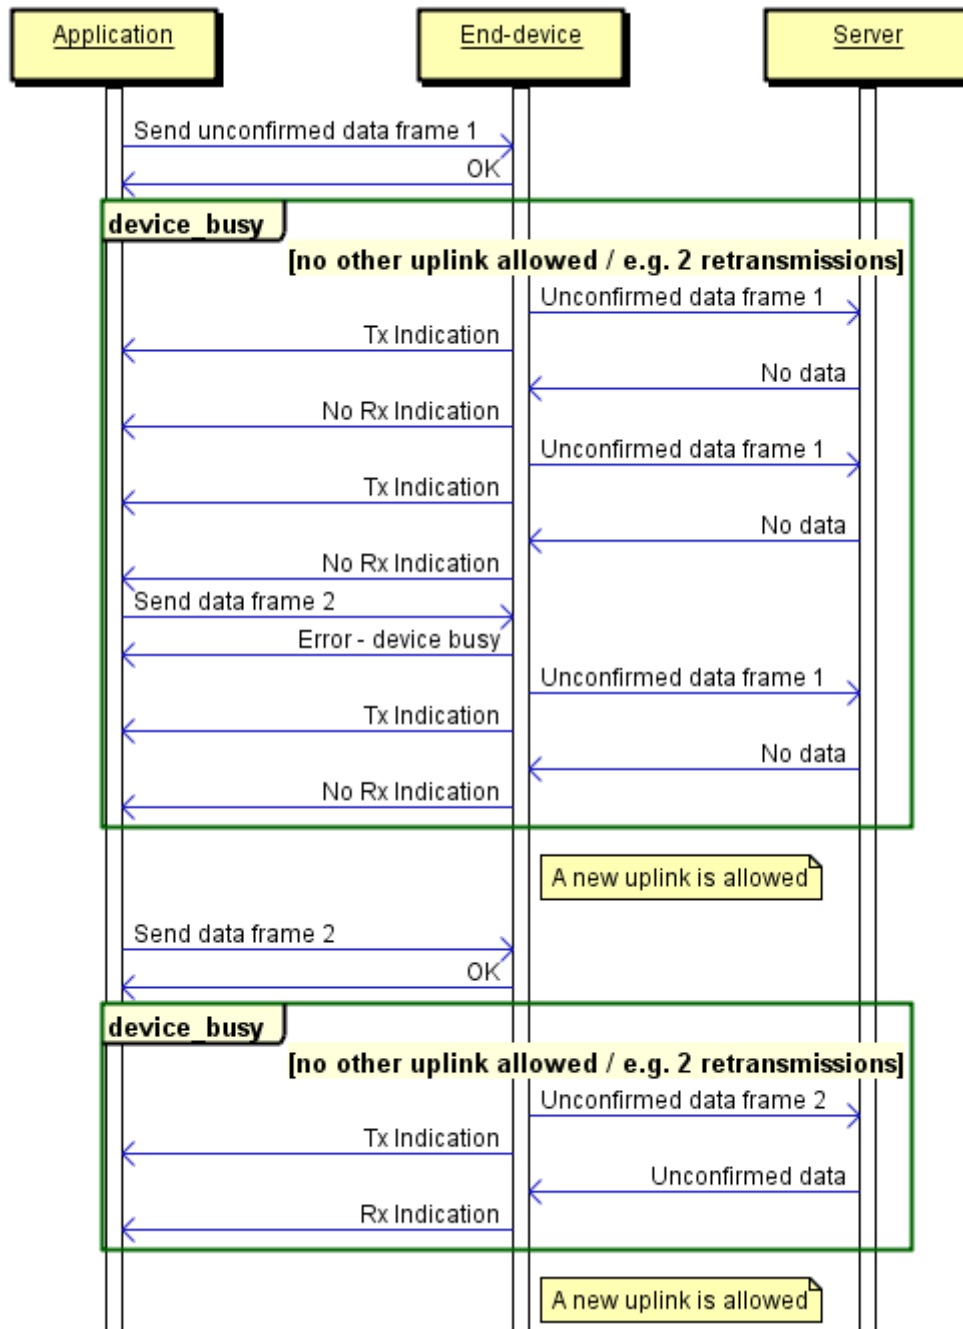 Application
End-device
Server
Send unconfirmed data frame 1
OK
device_busy
[no other uplink allowed / e.g. 2 retransmissions]
Unconfirmed data frame 1
Tx Indication
No data
No Rx Indication
Unconfirmed data frame 1
Tx Indication
No data
No Rx Indication
Send data frame 2
Error - device busy
Unconfirmed data frame 1
Tx Indication
No data
No Rx Indication
A new uplink is allowed
Send data frame 2
OK
device_busy
[no other uplink allowed / e.g. 2 retransmissions]
Unconfirmed data frame 2
Tx Indication
Unconfirmed data
Rx Indication
A new uplink is allowed